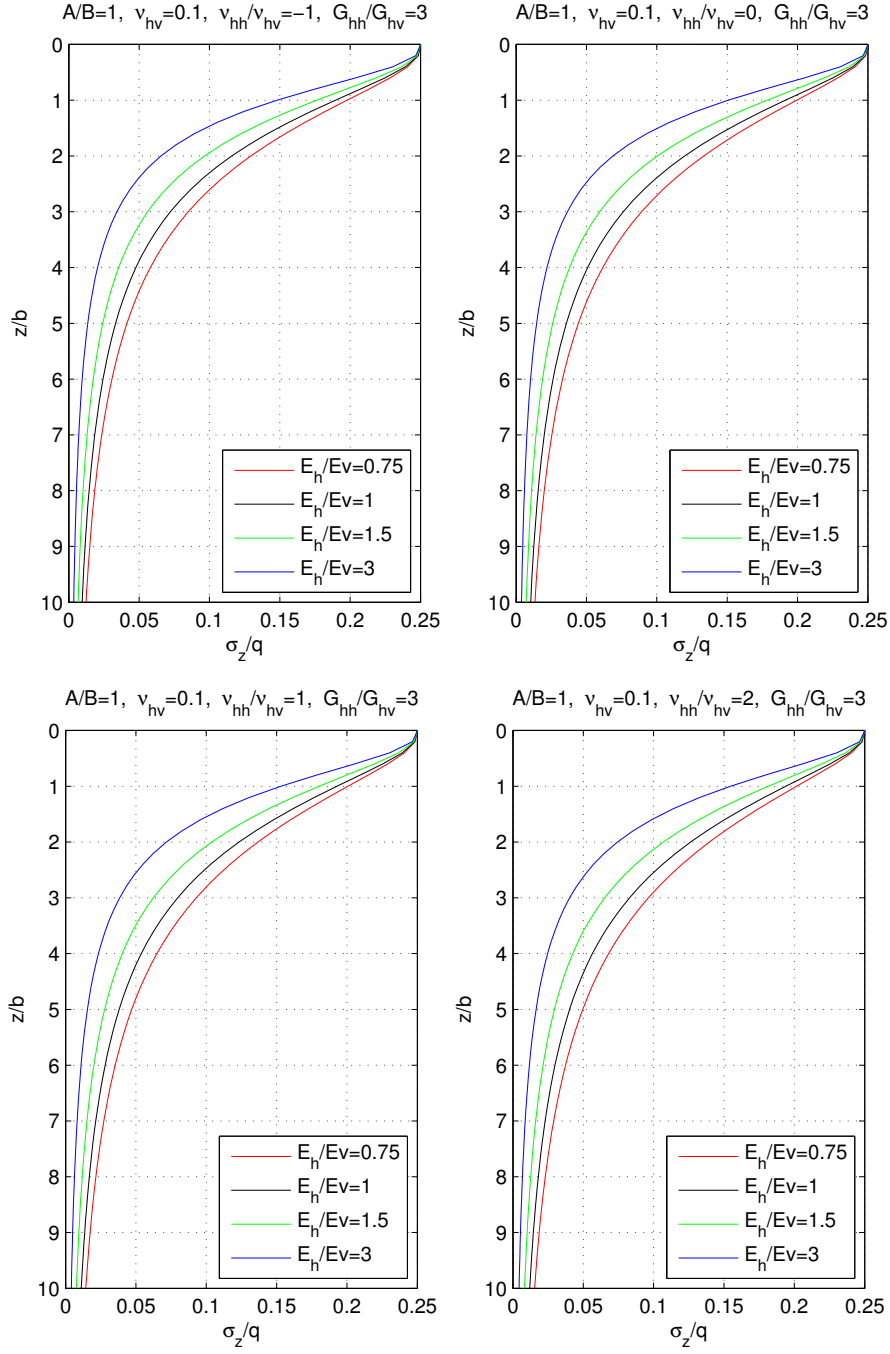 A/B=1, ν_hv=0.1, ν_hh/ν_hv=−1, G_hh/G_hv=3
0
1
2
3
4
5
6
7
8
9
10
z/b
0 0.05 0.1 0.15 0.2 0.25
σ_z/q
E_h/Ev=0.75
E_h/Ev=1
E_h/Ev=1.5
E_h/Ev=3
A/B=1, ν_hv=0.1, ν_hh/ν_hv=0, G_hh/G_hv=3
0
1
2
3
4
5
6
7
8
9
10
z/b
0 0.05 0.1 0.15 0.2 0.25
σ_z/q
E_h/Ev=0.75
E_h/Ev=1
E_h/Ev=1.5
E_h/Ev=3
A/B=1, ν_hv=0.1, ν_hh/ν_hv=1, G_hh/G_hv=3
0
1
2
3
4
5
6
7
8
9
10
z/b
0 0.05 0.1 0.15 0.2 0.25
σ_z/q
E_h/Ev=0.75
E_h/Ev=1
E_h/Ev=1.5
E_h/Ev=3
A/B=1, ν_hv=0.1, ν_hh/ν_hv=2, G_hh/G_hv=3
0
1
2
3
4
5
6
7
8
9
10
z/b
0 0.05 0.1 0.15 0.2 0.25
σ_z/q
E_h/Ev=0.75
E_h/Ev=1
E_h/Ev=1.5
E_h/Ev=3